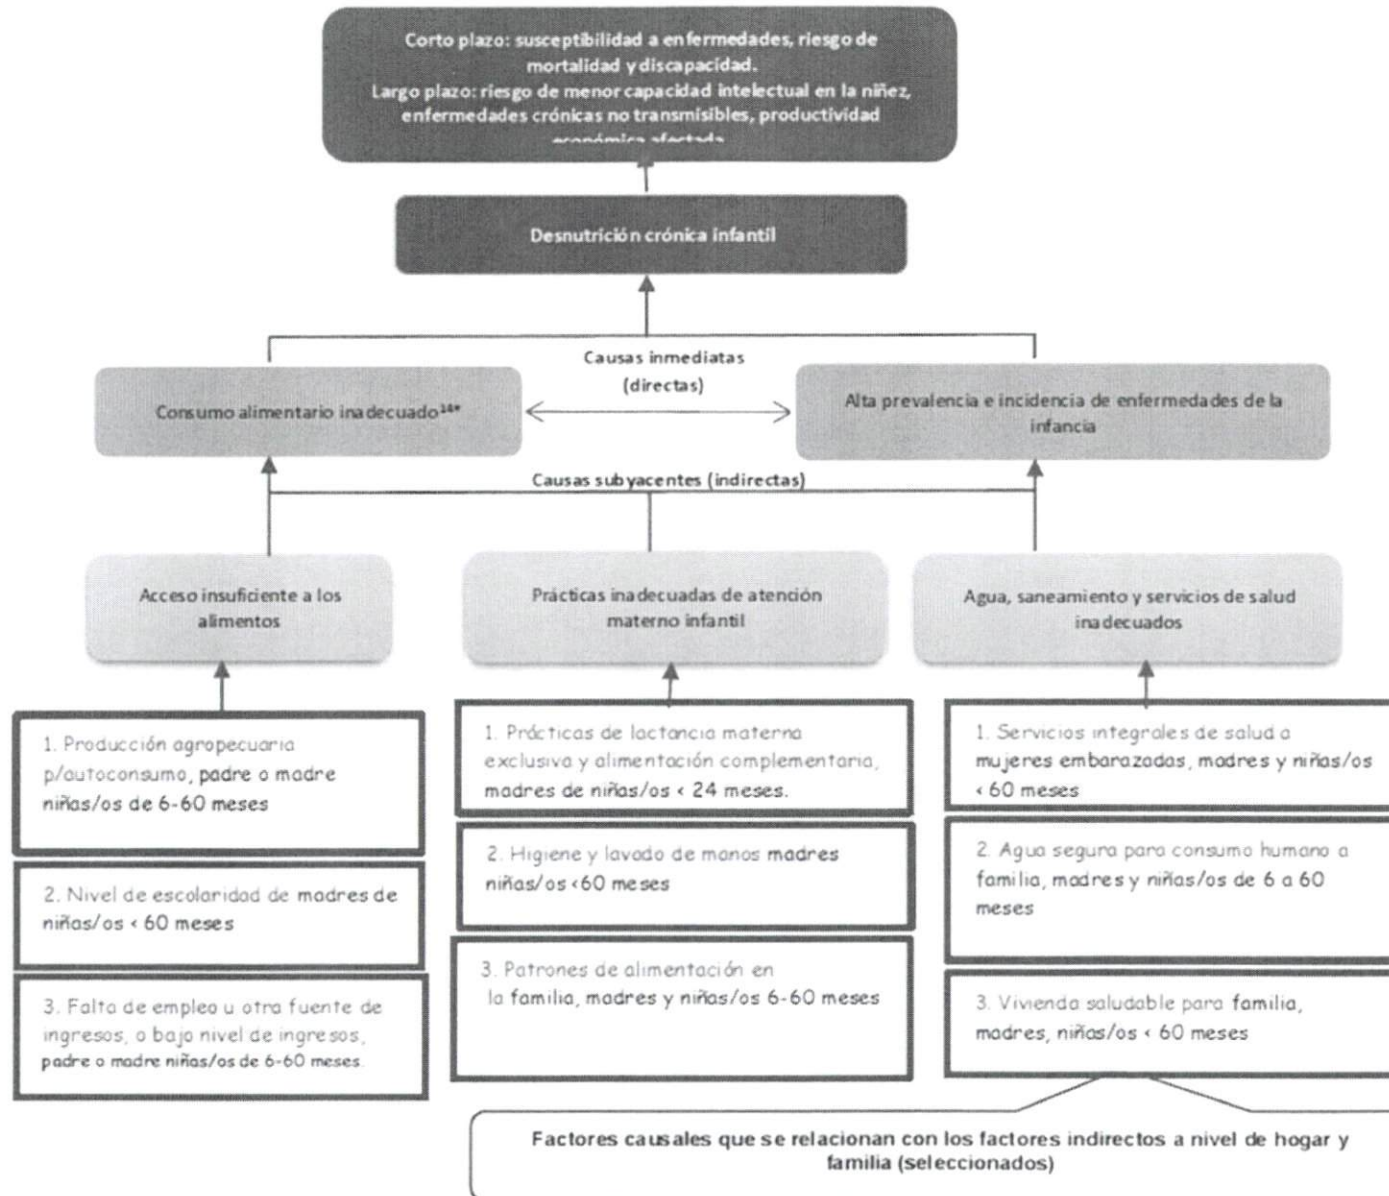 Corto plazo: susceptibilidad a enfermedades, riesgo de
mortalidad y discapacidad.
Largo plazo: riesgo de menor capacidad intelectual en la niñez,
enfermedades crónicas no transmisibles, productividad
económica afectada
Desnutrición crónica infantil
Causas inmediatas
(directas)
Consumo alimentario inadecuado¹⁴*
Alta prevalencia e incidencia de enfermedades de la
infancia
Causas subyacentes (indirectas)
Acceso insuficiente a los
alimentos
Prácticas inadecuadas de atención
materno infantil
Agua, saneamiento y servicios de salud
inadecuados
1. Producción agropecuaria
p/autoconsumo, padre o madre
niñas/os de 6-60 meses
2. Nivel de escolaridad de madres de
niñas/os < 60 meses
3. Falta de empleo u otra fuente de
ingresos, o bajo nivel de ingresos,
padre o madre niñas/os de 6-60 meses.
1. Prácticas de lactancia materna
exclusiva y alimentación complementaria,
madres de niñas/os < 24 meses.
2. Higiene y lavado de manos madres
niñas/os <60 meses
3. Patrones de alimentación en
la familia, madres y niñas/os 6-60 meses
1. Servicios integrales de salud a
mujeres embarazadas, madres y niñas/os
< 60 meses
2. Agua segura para consumo humano a
familia, madres y niñas/os de 6 a 60
meses
3. Vivienda saludable para familia,
madres, niñas/os < 60 meses
Factores causales que se relacionan con los factores indirectos a nivel de hogar y
familia (seleccionados)